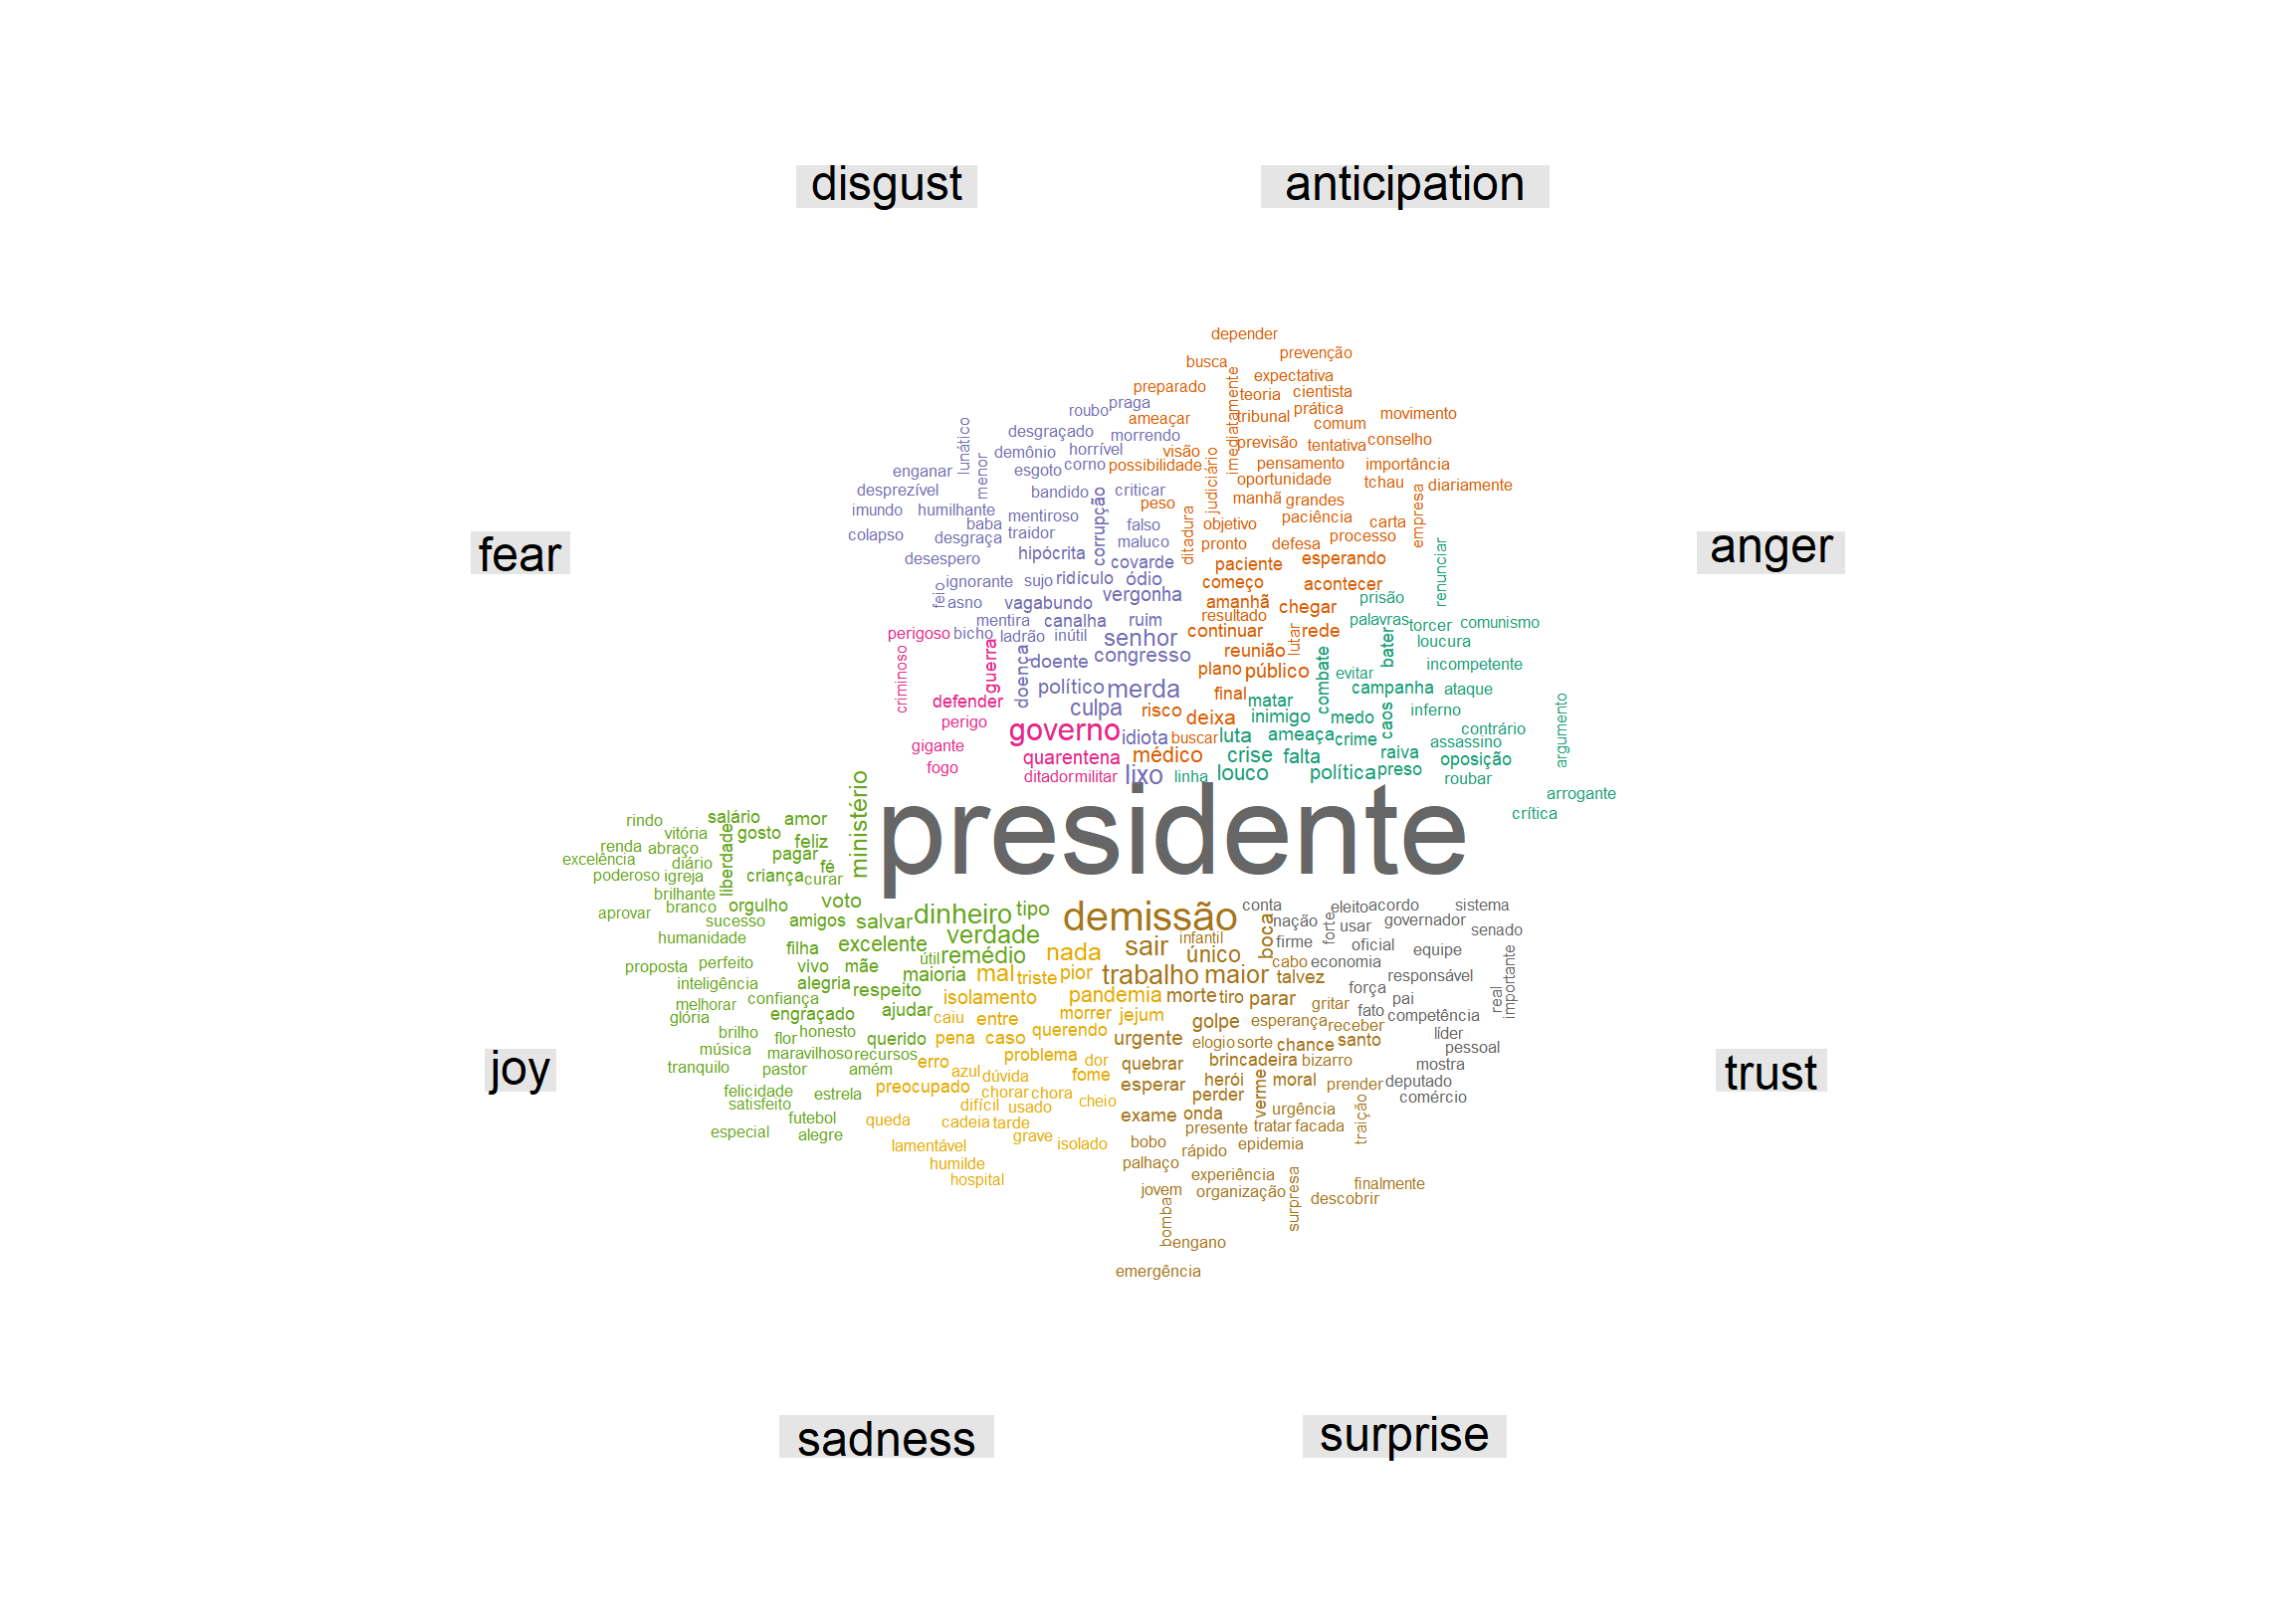 disgust
anticipation
depender
prevenção
busca
expectativa
preparado
imediatamente
teoria
cientista
praga
roubo
ameaçar
tribunal
prática
movimento
comum
lunático
desgraçado
morrendo
previsão
tentativa
conselho
demônio
horrível
visão
judiciário
enganar
menor
esgoto
corno
possibilidade
pensamento
importância
oportunidade
tchau
diariamente
desprezível
bandido
criticar
manhã
grandes
empresa
imundo
humilhante
corrupção
peso
baba
mentiroso
falso
ditadura
objetivo
paciência
carta
colapso
desgraça
traidor
maluco
pronto
defesa
processo
fear
anger
desespero
hipócrita
covarde
paciente
esperando
renunciar
feio
ignorante
sujo
ridículo
ódio
começo
acontecer
asno
vagabundo
vergonha
amanhã
chegar
prisão
mentira
canalha
ruim
resultado
palavras
torcer
comunismo
perigoso
bicho
ladrão
inútil
senhor
continuar
lutar
rede
bater
loucura
criminoso
guerra
doença
doente
congresso
reunião
combate
evitar
incompetente
plano
público
político
merda
final
matar
campanha
ataque
defender
culpa
risco
deixa
inimigo
medo
caos
inferno
argumento
perigo
governo
idiota
buscar
luta
ameaça
crime
contrário
assassino
gigante
quarentena
médico
crise
falta
raiva
oposição
fogo
ditador
militar
lixo
linha
louco
política
preso
roubar
arrogante
crítica
presidente
ministério
rindo
salário
amor
vitória
liberdade
gosto
feliz
renda
abraço
pagar
excelência
diário
fé
poderoso
igreja
criança
curar
brilhante
voto
aprovar
branco
orgulho
dinheiro
tipo
demissão
conta
eleito
acordo
sistema
sucesso
amigos
salvar
boca
nação
forte
usar
governador
humanidade
verdade
infantil
firme
oficial
senado
filha
excelente
nada
sair
único
equipe
proposta
perfeito
vivo
mãe
útil
remédio
cabo
economia
importante
inteligência
alegria
maioria
mal
triste
pior
trabalho
maior
talvez
responsável
real
melhorar
confiança
respeito
isolamento
pandemia
morte
tiro
parar
gritar
força
pai
glória
engraçado
ajudar
caiu
entre
morrer
jejum
golpe
esperança
fato
competência
receber
brilho
flor
honesto
querido
pena
caso
querendo
urgente
elogio
sorte
chance
santo
líder
música
maravilhoso
recursos
erro
problema
dor
quebrar
brincadeira
bizarro
pessoal
joy
trust
tranquilo
pastor
amém
azul
dúvida
fome
mostra
felicidade
estrela
preocupado
chorar
chora
esperar
herói
moral
prender
deputado
satisfeito
difícil
usado
cheio
perder
verme
comércio
futebol
queda
cadeia
tarde
exame
onda
urgência
traição
especial
alegre
grave
isolado
presente
tratar
facada
lamentável
bobo
rápido
epidemia
humilde
palhaço
hospital
experiência
surpresa
finalmente
jovem
organização
descobrir
bomba
engano
emergência
sadness
surprise